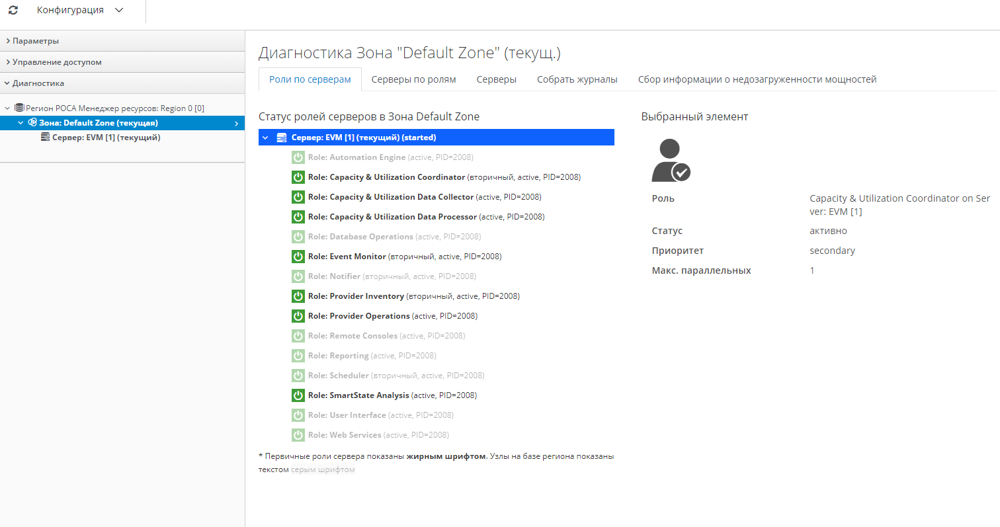 Конфигурация
Параметры
Управление доступом
Диагностика
Регион РОСА Менеджер ресурсов: Region 0 [0]
Зона: Default Zone (текущая)
Сервер: EVM [1] (текущий)
Диагностика Зона "Default Zone" (текущ.)
Роли по серверам Серверы по ролям Серверы Собрать журналы Сбор информации о недозагруженности мощностей
Статус ролей серверов в Зона Default Zone
Сервер: EVM [1] (текущий) (started)
Role: Automation Engine (active, PID=2008)
Role: Capacity & Utilization Coordinator (вторичный, active, PID=2008)
Role: Capacity & Utilization Data Collector (active, PID=2008)
Role: Capacity & Utilization Data Processor (active, PID=2008)
Role: Database Operations (active, PID=2008)
Role: Event Monitor (вторичный, active, PID=2008)
Role: Notifier (вторичный, active, PID=2008)
Role: Provider Inventory (вторичный, active, PID=2008)
Role: Provider Operations (active, PID=2008)
Role: Remote Consoles (active, PID=2008)
Role: Reporting (active, PID=2008)
Role: Scheduler (вторичный, active, PID=2008)
Role: SmartState Analysis (active, PID=2008)
Role: User Interface (active, PID=2008)
Role: Web Services (active, PID=2008)
* Первичные роли сервера показаны жирным шрифтом. Узлы на базе региона показаны
текстом серым шрифтом
Выбранный элемент
Роль Capacity & Utilization Coordinator on Ser
ver: EVM [1]
Статус активно
Приоритет secondary
Макс. параллельных 1